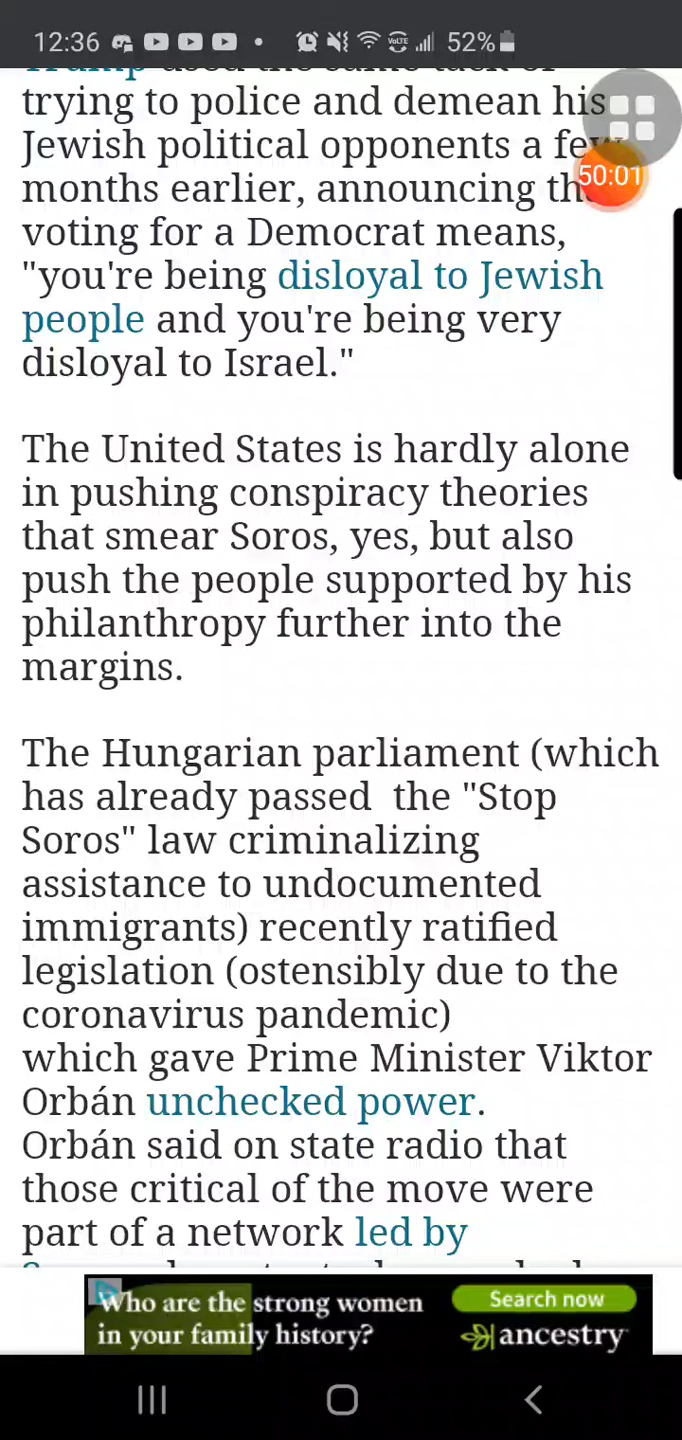 12:36
52%
trying to police and demean his
Jewish political opponents a few
months earlier, announcing
50:01
voting for a Democrat means,
"you're being disloyal to Jewish
people and you're being very
disloyal to Israel."
The United States is hardly alone
in pushing conspiracy theories
that smear Soros, yes, but also
push the people supported by his
philanthropy further into the
margins.
The Hungarian parliament (which
has already passed  the "Stop
Soros" law criminalizing
assistance to undocumented
immigrants) recently ratified
legislation (ostensibly due to the
coronavirus pandemic)
which gave Prime Minister Viktor
Orbán unchecked power.
Orbán said on state radio that
those critical of the move were
part of a network led by
Who are the strong women
in your family history?
Search now
ancestry